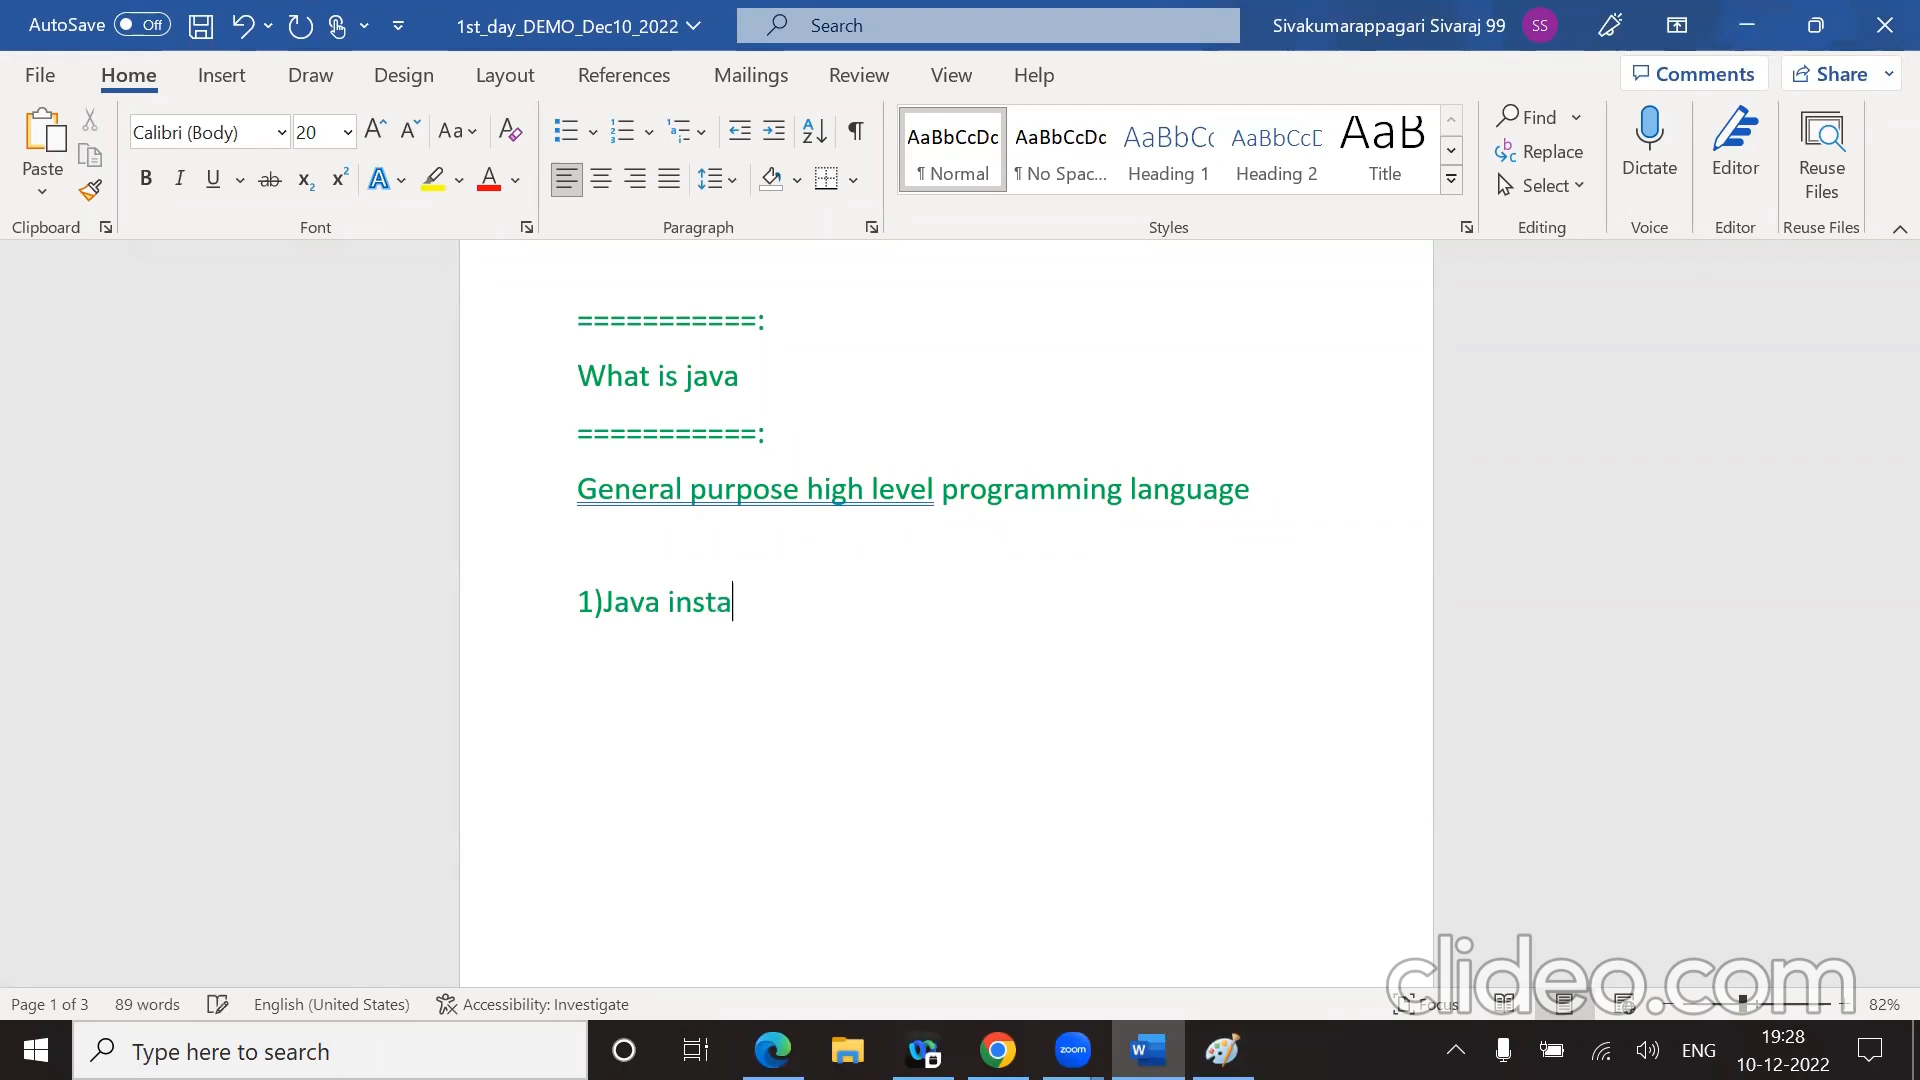 AutoSave Off 1st_day_DEMO_Dec10_2022 Search Sivakumarappagari Sivaraj 99 SS
File Home Insert Draw Design Layout References Mailings Review View Help Comments Share
Paste
Calibri (Body) 20
AaBbCcDc AaBbCcDc AaBbCc AaBbCcD AaB
¶ Normal ¶ No Spac... Heading 1 Heading 2 Title
Find
Replace
Select
Dictate
Editor
Reuse
Files
Clipboard Font Paragraph Styles Editing Voice Editor Reuse Files
===========:
What is java
===========:
General purpose high level programming language
1)Java insta
clideo.com
Page 1 of 3 89 words English (United States) Accessibility: Investigate Focus 82%
Type here to search
zoom
ENG
19:28
10-12-2022